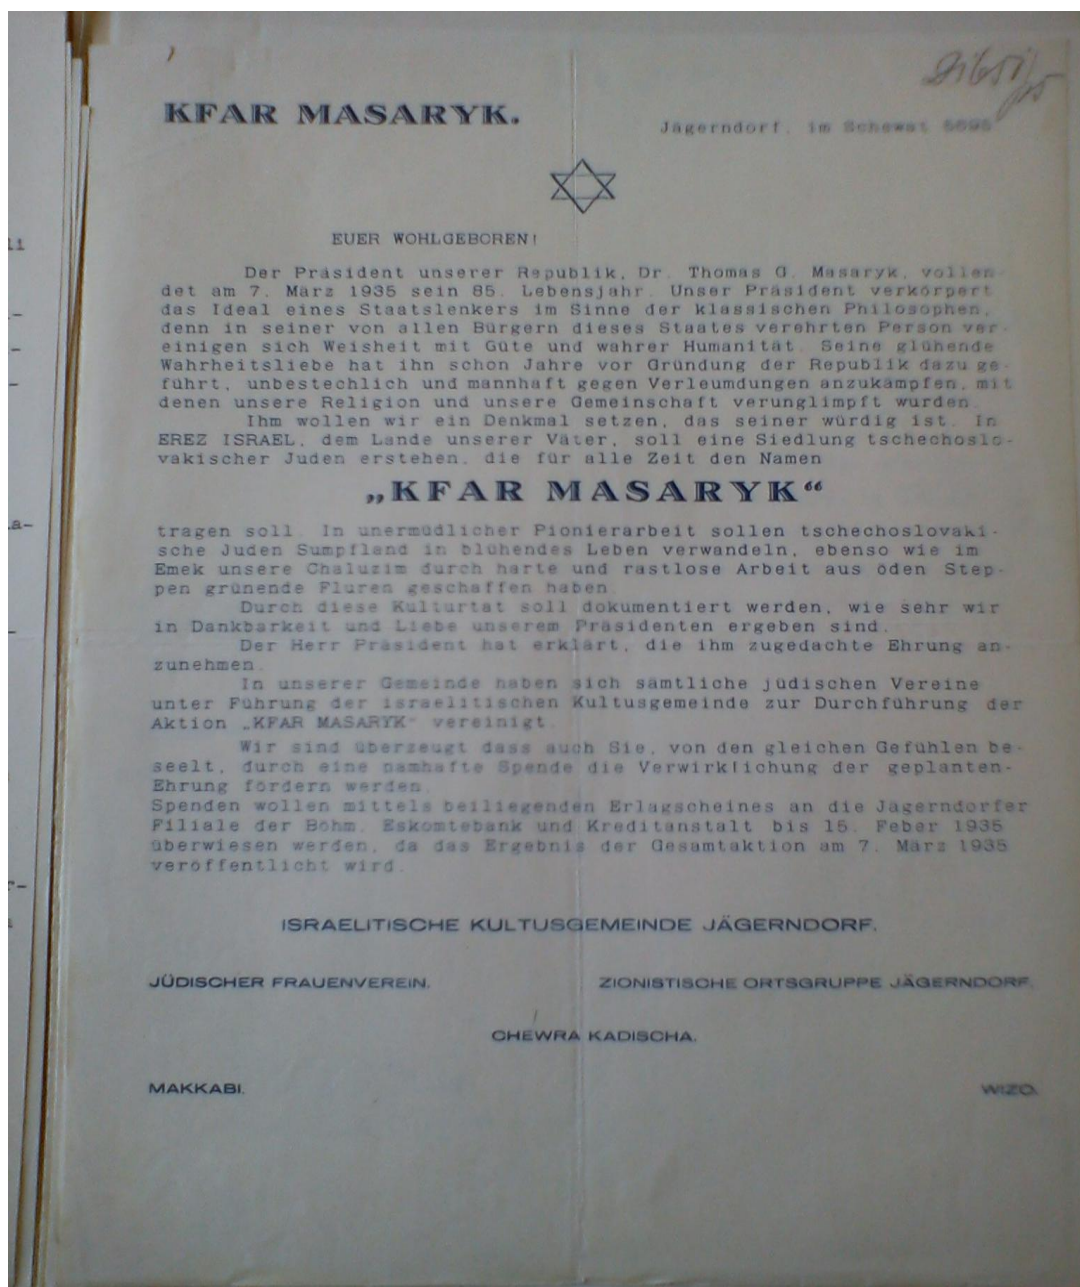 KFAR MASARYK.
Jägerndorf, im Schewat 5695
EUER WOHLGEBOREN!
Der Präsident unserer Republik, Dr. Thomas G. Masaryk, vollen-
det am 7. März 1935 sein 85. Lebensjahr. Unser Präsident verkörpert
das Ideal eines Staatslenkers im Sinne der klassischen Philosophen,
denn in seiner von allen Bürgern dieses Staates verehrten Person ver-
einigen sich Weisheit mit Güte und wahrer Humanität. Seine glühende
Wahrheitsliebe hat ihn schon Jahre vor Gründung der Republik dazu ge-
führt, unbestechlich und mannhaft gegen Verleumdungen anzukämpfen, mit
denen unsere Religion und unsere Gemeinschaft verunglimpft wurden.
Ihm wollen wir ein Denkmal setzen, das seiner würdig ist. In
EREZ ISRAEL, dem Lande unserer Väter, soll eine Siedlung tschechoslo-
vakischer Juden erstehen, die für alle Zeit den Namen
„KFAR MASARYK“
tragen soll. In unermüdlicher Pionierarbeit sollen tschechoslovaki-
sche Juden Sumpfland in blühendes Leben verwandeln, ebenso wie im
Emek unsere Chaluzim durch harte und rastlose Arbeit aus öden Step-
pen grünende Fluren geschaffen haben.
Durch diese Kulturtat soll dokumentiert werden, wie sehr wir
in Dankbarkeit und Liebe unserem Präsidenten ergeben sind.
Der Herr Präsident hat erklärt, die ihm zugedachte Ehrung an-
zunehmen.
In unserer Gemeinde haben sich sämtliche jüdischen Vereine
unter Führung der israelitischen Kultusgemeinde zur Durchführung der
Aktion „KFAR MASARYK“ vereinigt.
Wir sind überzeugt dass auch Sie, von den gleichen Gefühlen be-
seelt, durch eine namhafte Spende die Verwirklichung der geplanten-
Ehrung fördern werden.
Spenden wollen mittels beiliegenden Erlagscheines an die Jägerndorfer
Filiale der Böhm. Eskomtebank und Kreditanstalt bis 15. Feber 1935
überwiesen werden, da das Ergebnis der Gesamtaktion am 7. März 1935
veröffentlicht wird.
ISRAELITISCHE KULTUSGEMEINDE JÄGERNDORF.
JÜDISCHER FRAUENVEREIN. ZIONISTISCHE ORTSGRUPPE JÄGERNDORF.
CHEWRA KADISCHA.
MAKKABI. WIZO.